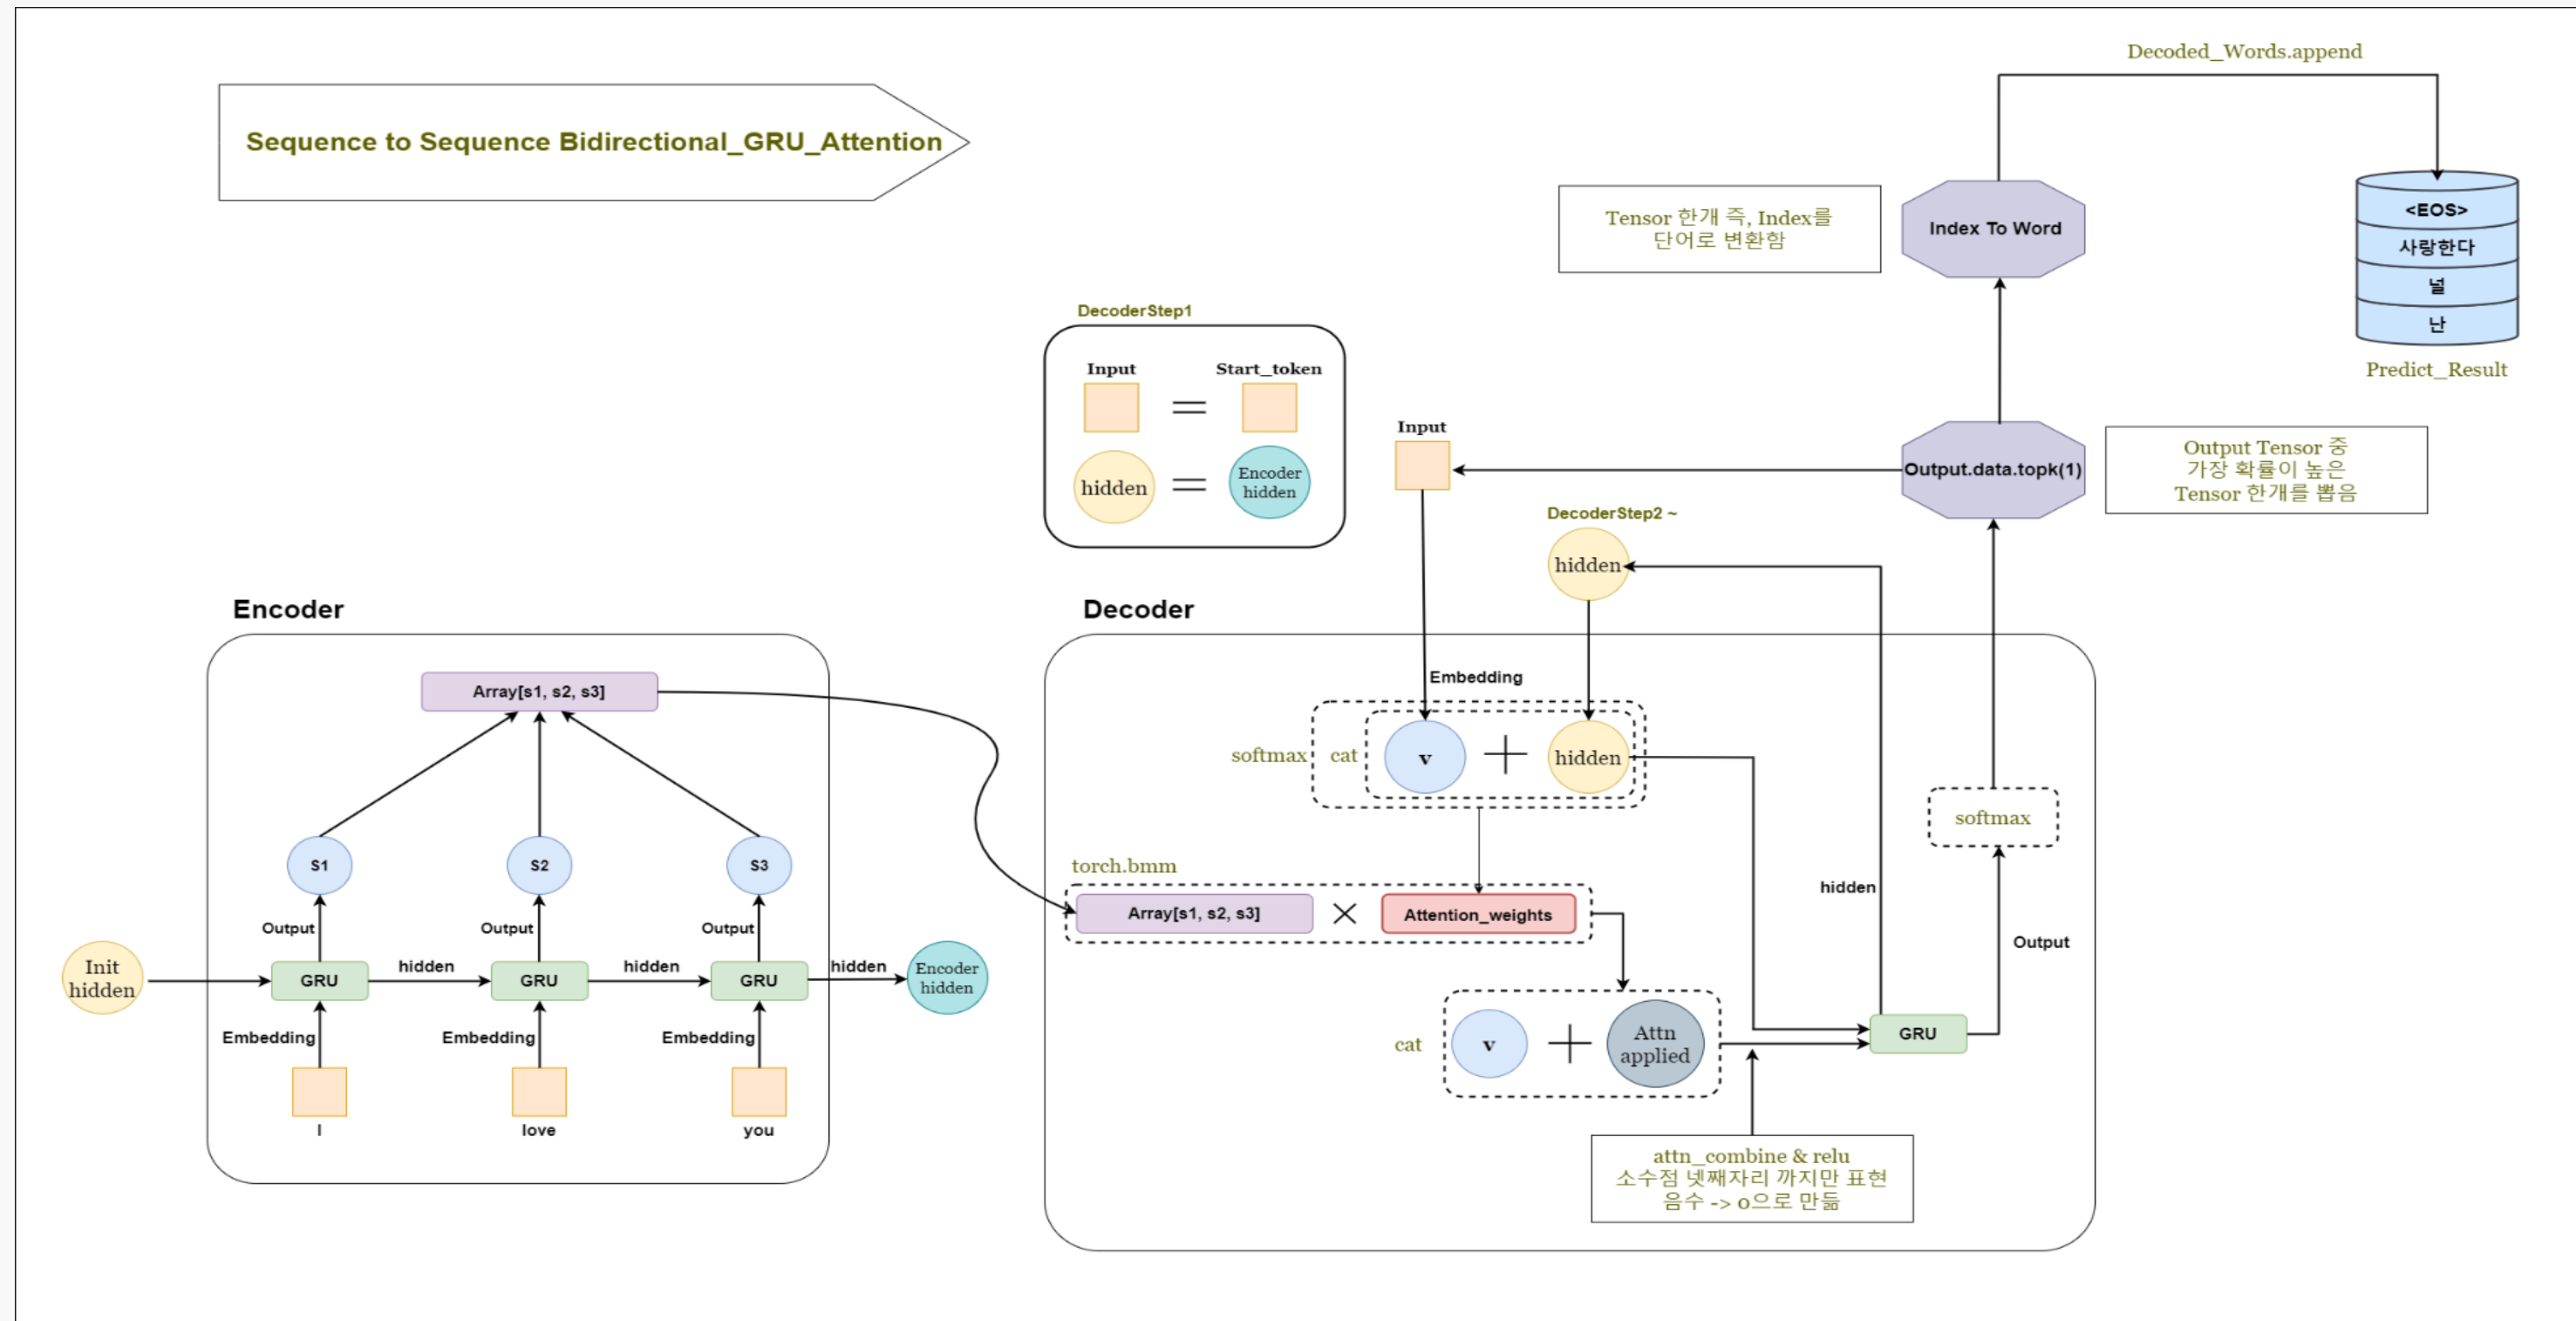 Sequence to Sequence Bidirectional_GRU_Attention
Decoded_Words.append
Tensor 한개 즉, Index를
단어로 변환함
Index To Word
<EOS>
사랑한다
널
난
Predict_Result
DecoderStep1
Input
Start_token
hidden
Encoder
hidden
Input
Output.data.topk(1)
Output Tensor 중
가장 확률이 높은
Tensor 한개를 뽑음
DecoderStep2 ~
hidden
Encoder
Array[s1, s2, s3]
S1
S2
S3
Output
Output
Output
Init
hidden
GRU
hidden
GRU
hidden
GRU
hidden
Encoder
hidden
Embedding
Embedding
Embedding
I
love
you
Decoder
Embedding
softmax
cat
v
hidden
torch.bmm
Array[s1, s2, s3]
Attention_weights
hidden
softmax
Output
cat
v
Attn
applied
GRU
attn_combine & relu
소수점 넷째자리 까지만 표현
음수 -> 0으로 만듦